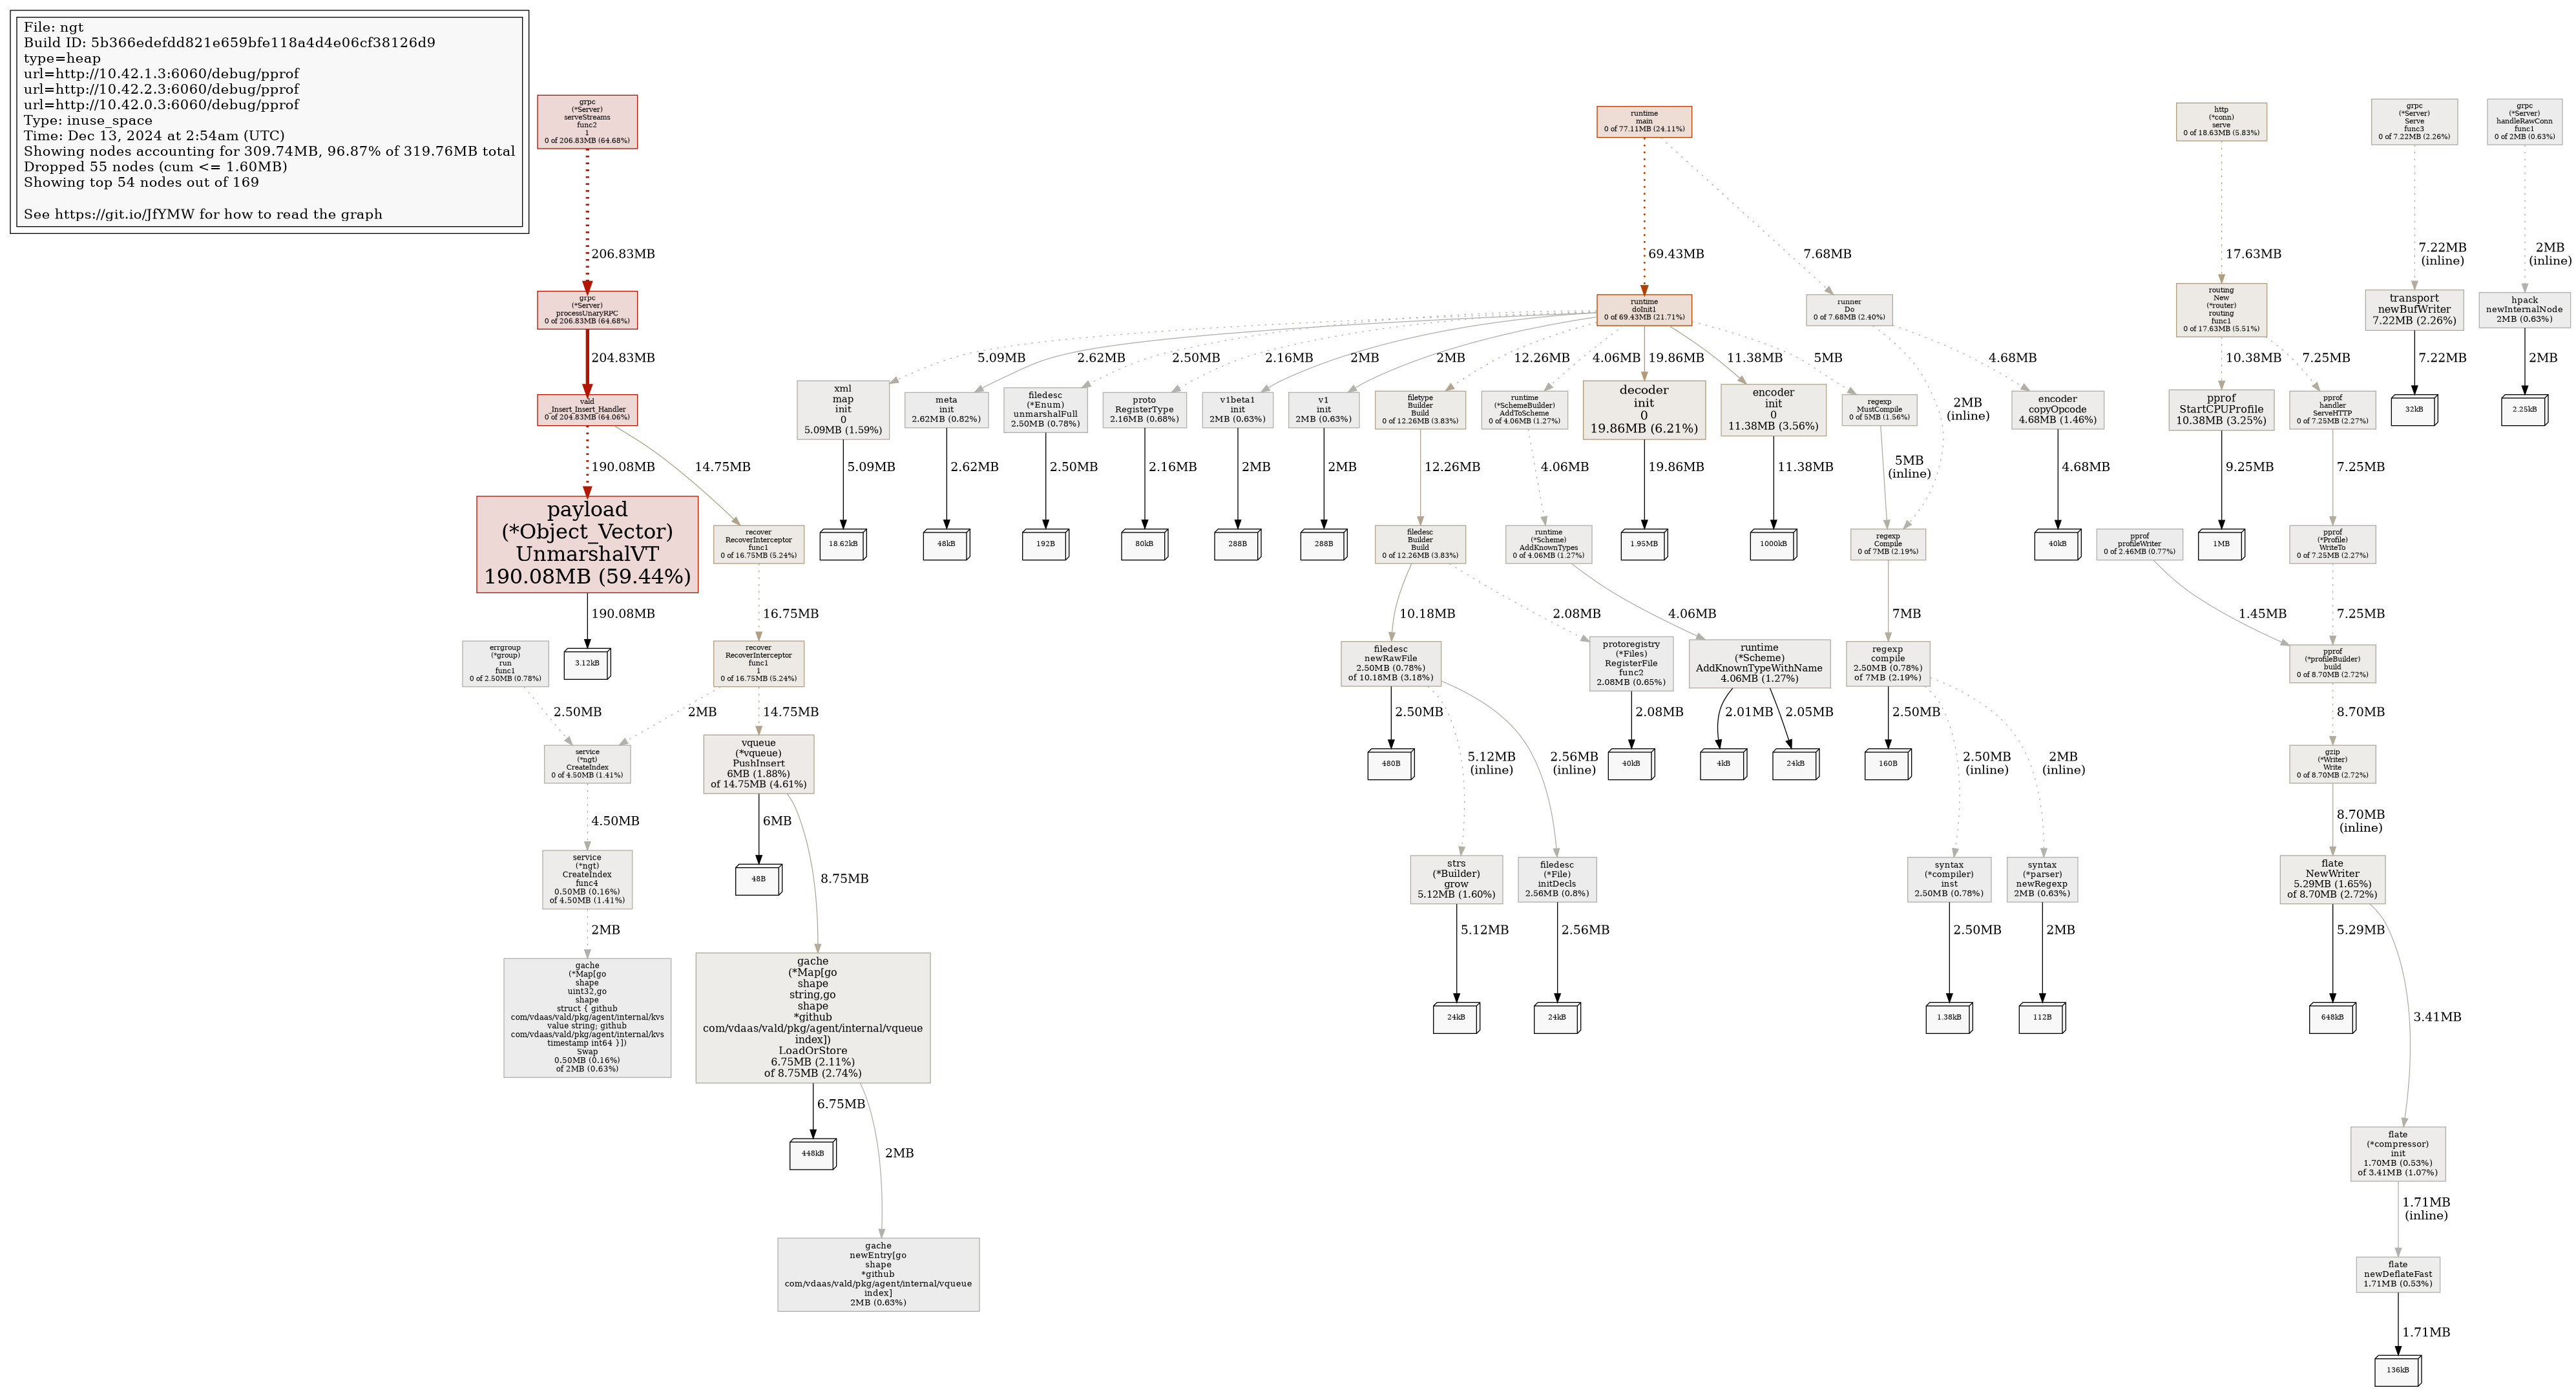 File: ngt
Build ID: 5b366edefdd821e659bfe118a4d4e06cf38126d9
type=heap
url=http://10.42.1.3:6060/debug/pprof
url=http://10.42.2.3:6060/debug/pprof
url=http://10.42.0.3:6060/debug/pprof
Type: inuse_space
Time: Dec 13, 2024 at 2:54am (UTC)
Showing nodes accounting for 309.74MB, 96.87% of 319.76MB total
Dropped 55 nodes (cum <= 1.60MB)
Showing top 54 nodes out of 169
See https://git.io/JfYMW for how to read the graph
grpc
(*Server)
serveStreams
func2
1
0 of 206.83MB (64.68%)
206.83MB
grpc
(*Server)
processUnaryRPC
0 of 206.83MB (64.68%)
204.83MB
vald
_Insert_Insert_Handler
0 of 204.83MB (64.06%)
190.08MB
14.75MB
payload
(*Object_Vector)
UnmarshalVT
190.08MB (59.44%)
190.08MB
3.12kB
recover
RecoverInterceptor
func1
0 of 16.75MB (5.24%)
16.75MB
recover
RecoverInterceptor
func1
1
0 of 16.75MB (5.24%)
2MB
14.75MB
errgroup
(*group)
run
func1
0 of 2.50MB (0.78%)
2.50MB
service
(*ngt)
CreateIndex
0 of 4.50MB (1.41%)
4.50MB
service
(*ngt)
CreateIndex
func4
0.50MB (0.16%)
of 4.50MB (1.41%)
2MB
gache
(*Map[go
shape
uint32,go
shape
struct { github
com/vdaas/vald/pkg/agent/internal/kvs
value string; github
com/vdaas/vald/pkg/agent/internal/kvs
timestamp int64 }])
Swap
0.50MB (0.16%)
of 2MB (0.63%)
vqueue
(*vqueue)
PushInsert
6MB (1.88%)
of 14.75MB (4.61%)
6MB
48B
8.75MB
gache
(*Map[go
shape
string,go
shape
*github
com/vdaas/vald/pkg/agent/internal/vqueue
index])
LoadOrStore
6.75MB (2.11%)
of 8.75MB (2.74%)
6.75MB
448kB
2MB
gache
newEntry[go
shape
*github
com/vdaas/vald/pkg/agent/internal/vqueue
index]
2MB (0.63%)
runtime
main
0 of 77.11MB (24.11%)
69.43MB
7.68MB
runtime
doInit1
0 of 69.43MB (21.71%)
runner
Do
0 of 7.68MB (2.40%)
5.09MB
2.62MB
2.50MB
2.16MB
2MB
2MB
12.26MB
4.06MB
19.86MB
11.38MB
5MB
2MB
(inline)
4.68MB
xml
map
init
0
5.09MB (1.59%)
5.09MB
18.62kB
meta
init
2.62MB (0.82%)
2.62MB
48kB
filedesc
(*Enum)
unmarshalFull
2.50MB (0.78%)
2.50MB
192B
proto
RegisterType
2.16MB (0.68%)
2.16MB
80kB
v1beta1
init
2MB (0.63%)
2MB
288B
v1
init
2MB (0.63%)
2MB
288B
filetype
Builder
Build
0 of 12.26MB (3.83%)
12.26MB
filedesc
Builder
Build
0 of 12.26MB (3.83%)
10.18MB
2.08MB
filedesc
newRawFile
2.50MB (0.78%)
of 10.18MB (3.18%)
2.50MB
480B
5.12MB
(inline)
2.56MB
(inline)
strs
(*Builder)
grow
5.12MB (1.60%)
5.12MB
24kB
filedesc
(*File)
initDecls
2.56MB (0.8%)
2.56MB
24kB
protoregistry
(*Files)
RegisterFile
func2
2.08MB (0.65%)
2.08MB
40kB
runtime
(*SchemeBuilder)
AddToScheme
0 of 4.06MB (1.27%)
4.06MB
runtime
(*Scheme)
AddKnownTypes
0 of 4.06MB (1.27%)
4.06MB
runtime
(*Scheme)
AddKnownTypeWithName
4.06MB (1.27%)
2.01MB
2.05MB
4kB
24kB
decoder
init
0
19.86MB (6.21%)
19.86MB
1.95MB
encoder
init
0
11.38MB (3.56%)
11.38MB
1000kB
regexp
MustCompile
0 of 5MB (1.56%)
5MB
(inline)
regexp
Compile
0 of 7MB (2.19%)
7MB
regexp
compile
2.50MB (0.78%)
of 7MB (2.19%)
2.50MB
160B
2.50MB
(inline)
2MB
(inline)
syntax
(*compiler)
inst
2.50MB (0.78%)
2.50MB
1.38kB
syntax
(*parser)
newRegexp
2MB (0.63%)
2MB
112B
encoder
copyOpcode
4.68MB (1.46%)
4.68MB
40kB
http
(*conn)
serve
0 of 18.63MB (5.83%)
17.63MB
routing
New
(*router)
routing
func1
0 of 17.63MB (5.51%)
10.38MB
7.25MB
pprof
StartCPUProfile
10.38MB (3.25%)
9.25MB
1MB
pprof
handler
ServeHTTP
0 of 7.25MB (2.27%)
7.25MB
pprof
(*Profile)
WriteTo
0 of 7.25MB (2.27%)
7.25MB
pprof
profileWriter
0 of 2.46MB (0.77%)
1.45MB
pprof
(*profileBuilder)
build
0 of 8.70MB (2.72%)
8.70MB
gzip
(*Writer)
Write
0 of 8.70MB (2.72%)
8.70MB
(inline)
flate
NewWriter
5.29MB (1.65%)
of 8.70MB (2.72%)
5.29MB
648kB
3.41MB
flate
(*compressor)
init
1.70MB (0.53%)
of 3.41MB (1.07%)
1.71MB
(inline)
flate
newDeflateFast
1.71MB (0.53%)
1.71MB
136kB
grpc
(*Server)
Serve
func3
0 of 7.22MB (2.26%)
7.22MB
(inline)
transport
newBufWriter
7.22MB (2.26%)
7.22MB
32kB
grpc
(*Server)
handleRawConn
func1
0 of 2MB (0.63%)
2MB
(inline)
hpack
newInternalNode
2MB (0.63%)
2MB
2.25kB